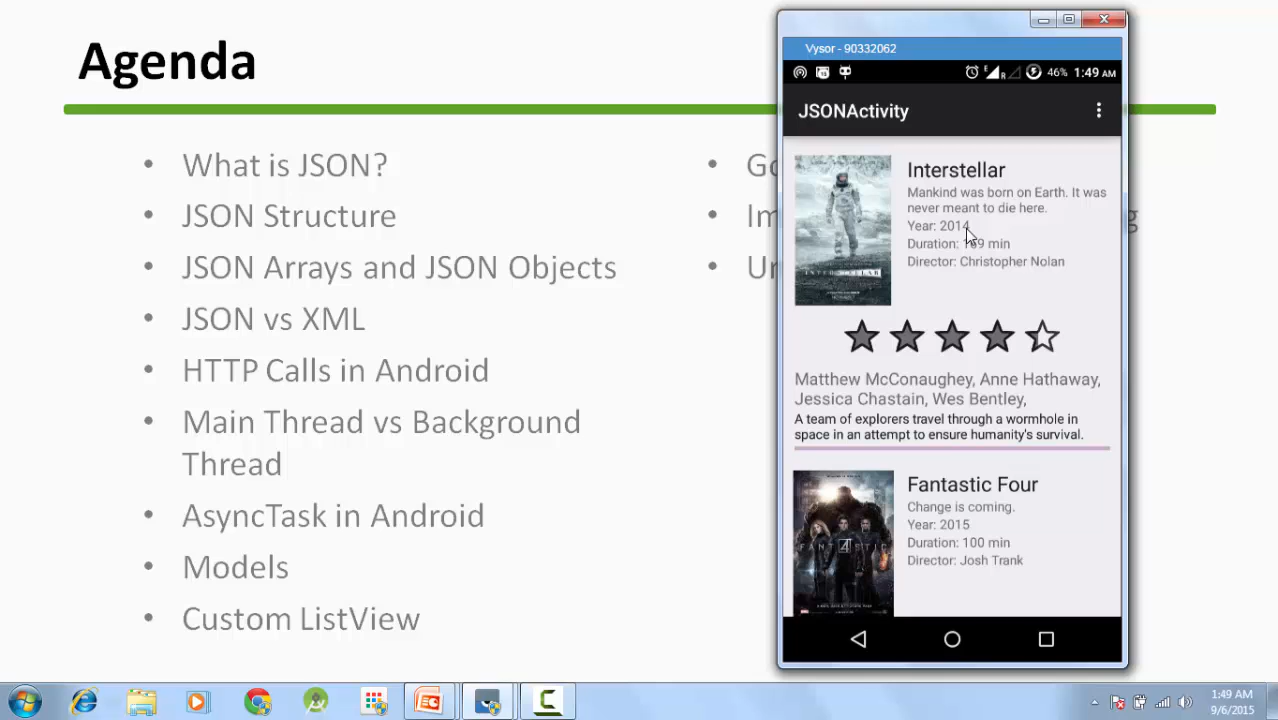 Agenda
• What is JSON?
• JSON Structure
• JSON Arrays and JSON Objects
• JSON vs XML
• HTTP Calls in Android
• Main Thread vs Background
Thread
• AsyncTask in Android
• Models
• Custom ListView
Vysor - 90332062
46% 1:49 AM
JSONActivity
Interstellar
Mankind was born on Earth. It was
never meant to die here.
Year: 2014
Duration: min
Director: Christopher Nolan
INTERSTELLAR
Matthew McConaughey, Anne Hathaway,
Jessica Chastain, Wes Bentley,
A team of explorers travel through a wormhole in
space in an attempt to ensure humanity's survival.
Fantastic Four
Change is coming.
Year: 2015
Duration: 100 min
Director: Josh Trank
FANTASTIC
1:49 AM
9/6/2015